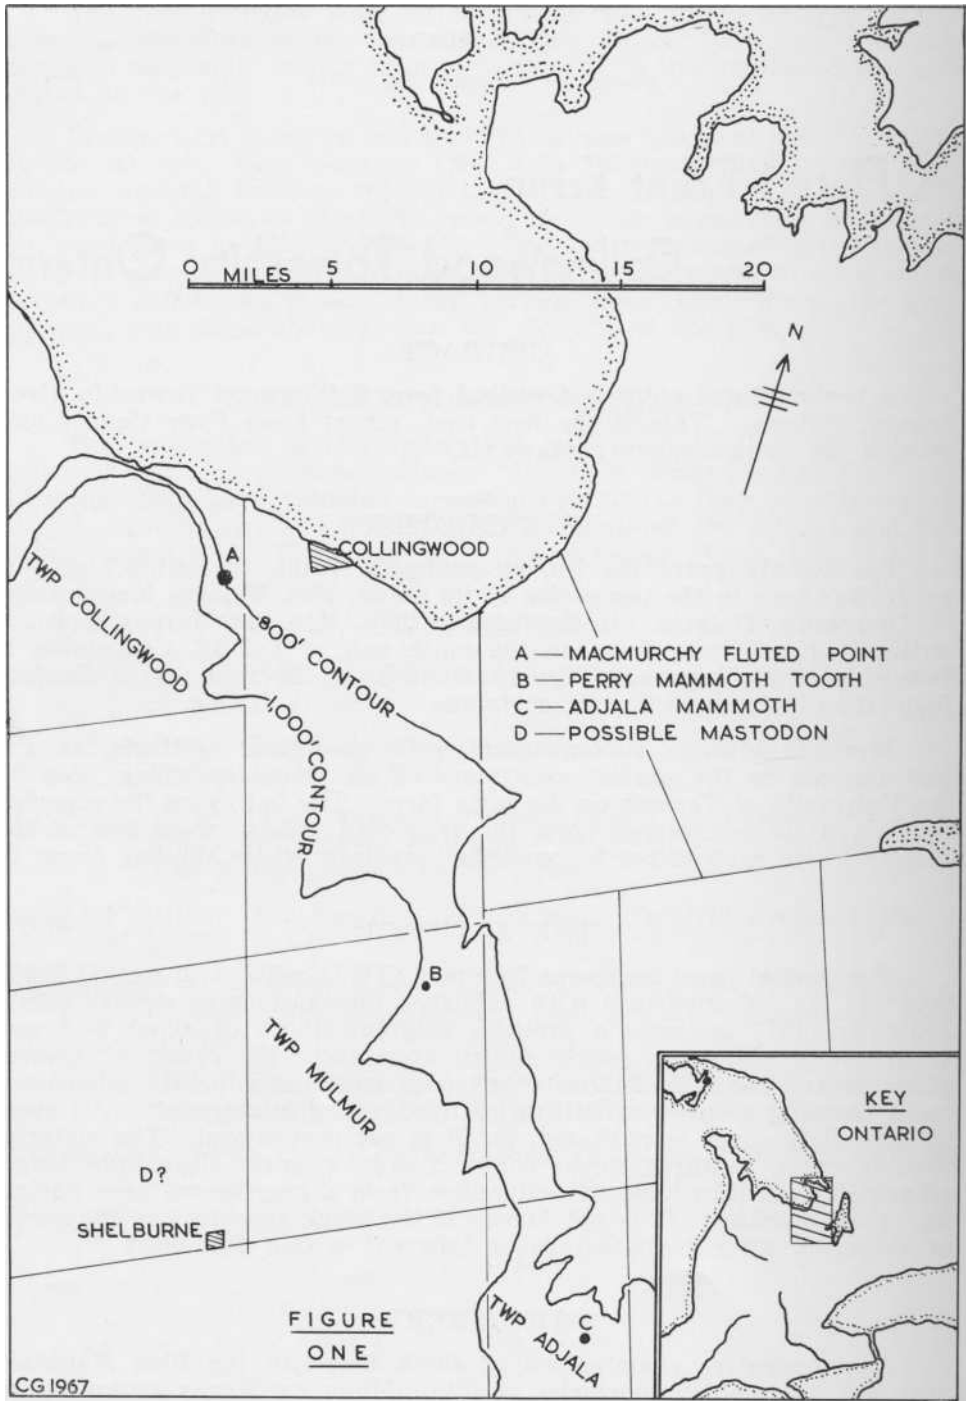 0 MILES 5 10 15 20
N
COLLINGWOOD
A
TWP COLLINGWOOD
800' CONTOUR
1,000' CONTOUR
A — MACMURCHY FLUTED POINT
B — PERRY MAMMOTH TOOTH
C — ADJALA MAMMOTH
D — POSSIBLE MASTODON
B
TWP MULMUR
D?
SHELBURNE
C
TWP ADJALA
FIGURE
ONE
KEY
ONTARIO
CG 1967